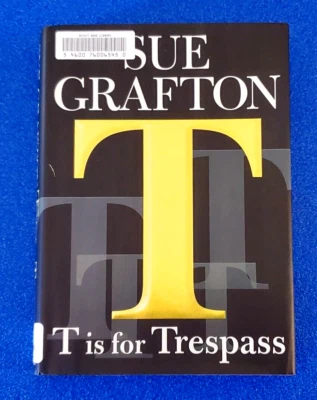 SUE
GRAFTON
T
T is for Trespass